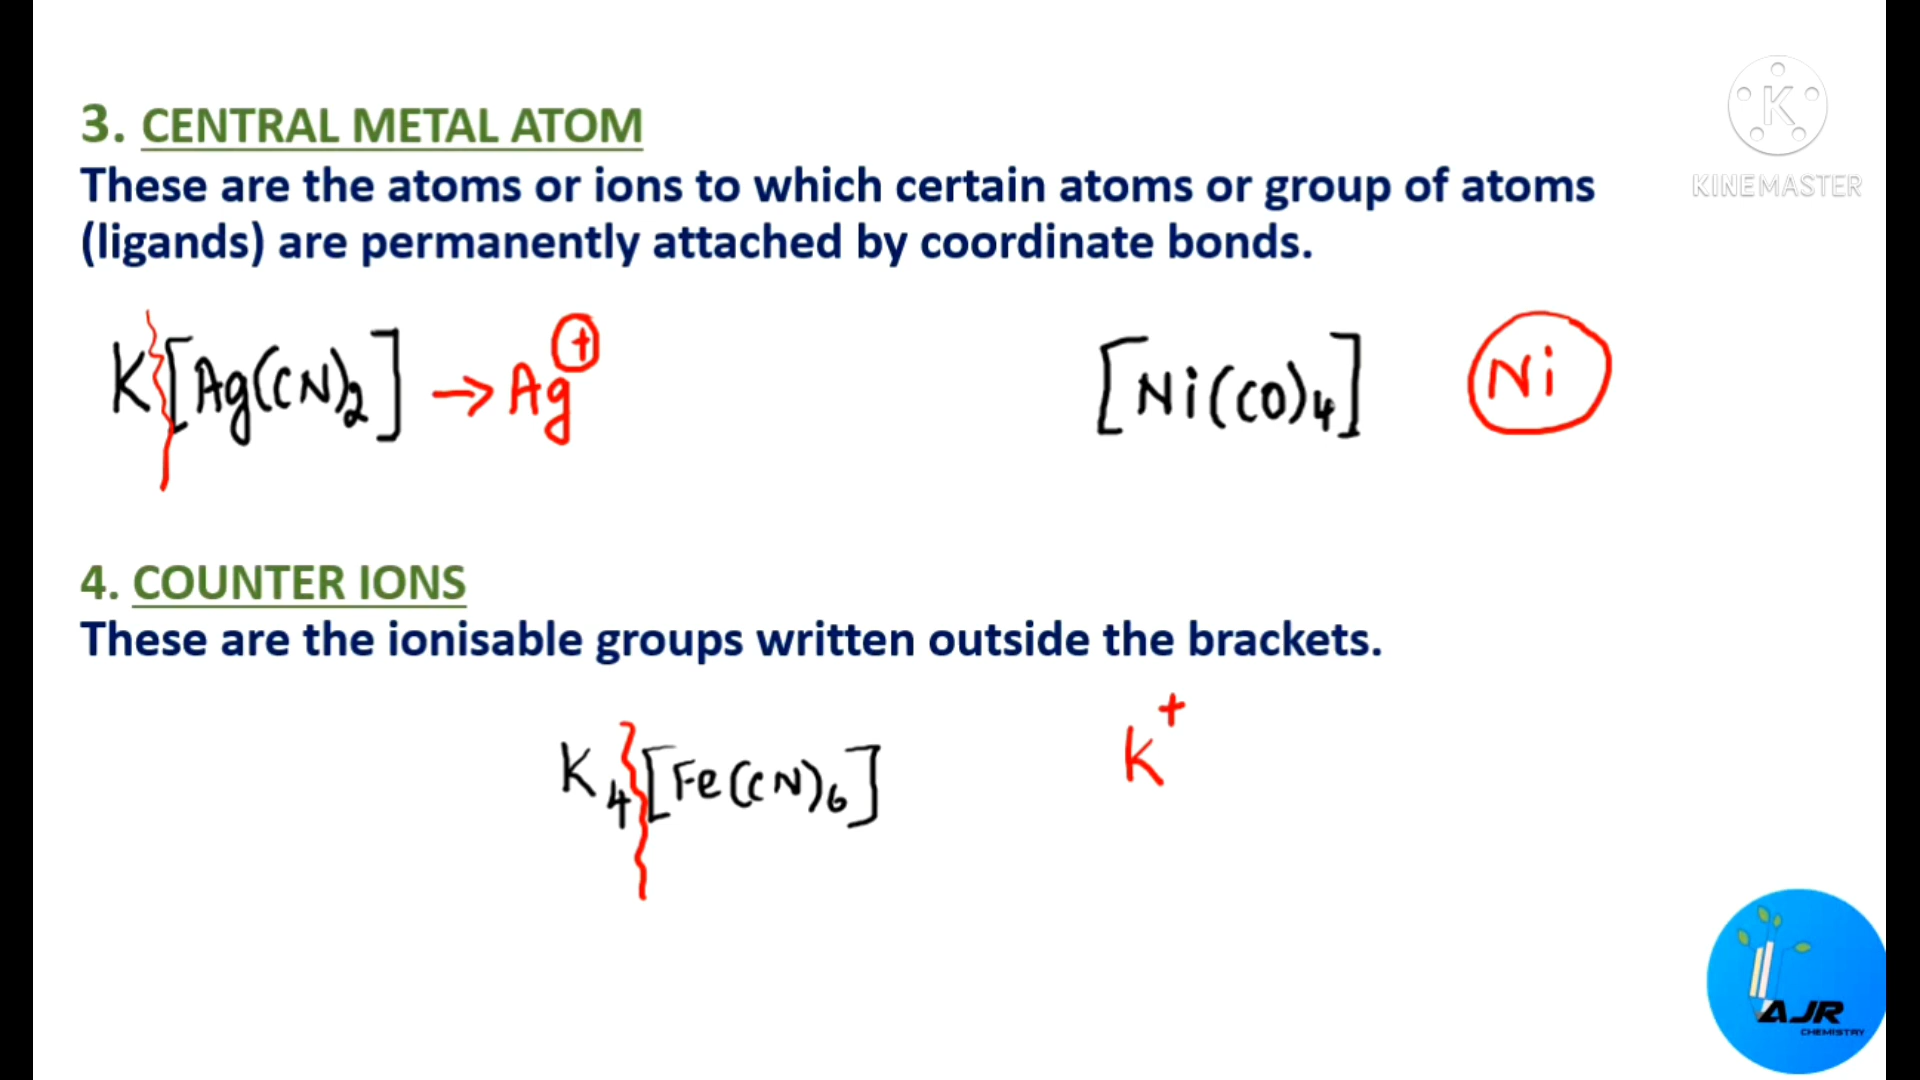 3. CENTRAL METAL ATOM
These are the atoms or ions to which certain atoms or group of atoms
(ligands) are permanently attached by coordinate bonds.
K[Ag(CN)₂] → Ag⁺
[Ni(CO)₄] Ni
4. COUNTER IONS
These are the ionisable groups written outside the brackets.
K₄[Fe(CN)₆] K⁺
K
KINEMASTER
AJR
CHEMISTRY